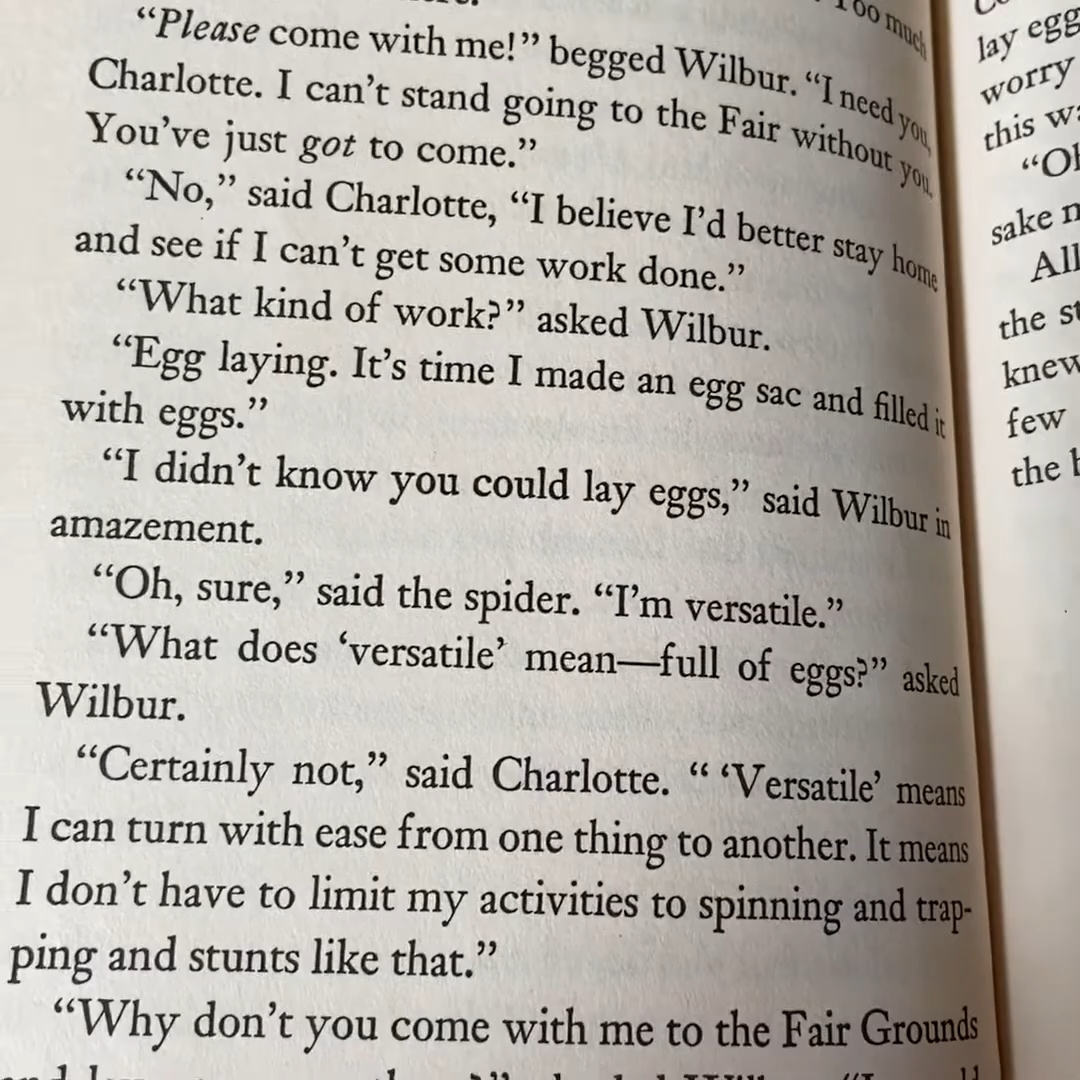 Too much
“Please come with me!” begged Wilbur. “I need you,
Charlotte. I can’t stand going to the Fair without you.
You’ve just got to come.”
“No,” said Charlotte, “I believe I’d better stay home
and see if I can’t get some work done.”
“What kind of work?” asked Wilbur.
“Egg laying. It’s time I made an egg sac and filled it
with eggs.”
“I didn’t know you could lay eggs,” said Wilbur in
amazement.
“Oh, sure,” said the spider. “I’m versatile.”
“What does ‘versatile’ mean—full of eggs?” asked
Wilbur.
“Certainly not,” said Charlotte. “ ‘Versatile’ means
I can turn with ease from one thing to another. It means
I don’t have to limit my activities to spinning and trap-
ping and stunts like that.”
“Why don’t you come with me to the Fair Grounds
lay
worry
this
sake
All
the
knew
few
the